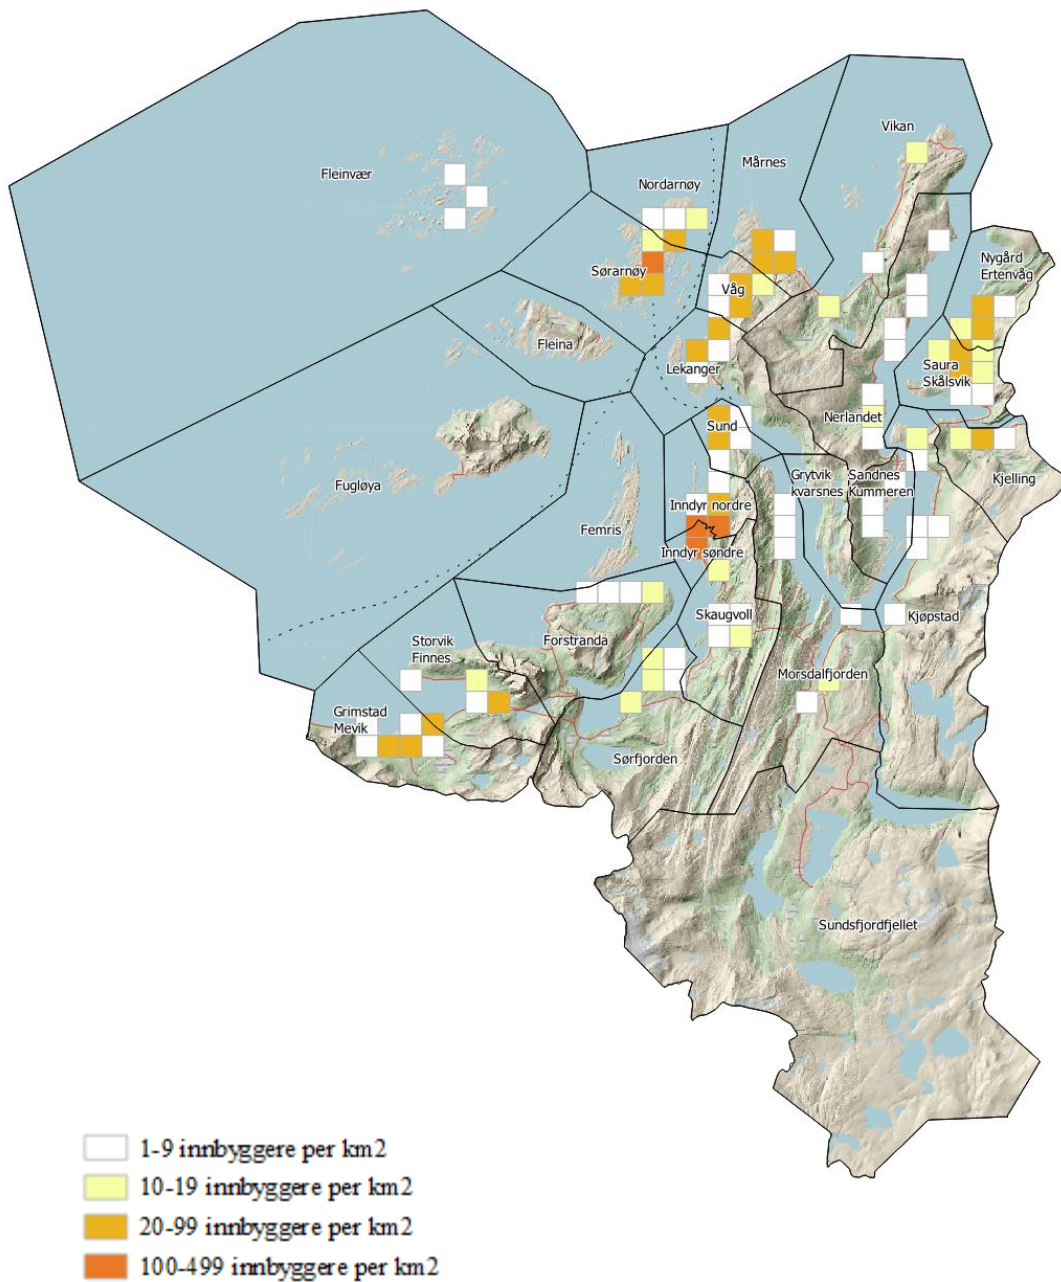 Vikan
Mårnes
Fleinvær
Nordarnøy
Nygård
Ertenvåg
Sørarnøy
Våg
Fleina
Lekanger
Saura
Skålsvik
Nerlandet
Sund
Kjelling
Grytvik
kvarsnes
Sandnes
Kummeren
Fugløya
Inndyr nordre
Femris
Inndyr søndre
Skaugvoll
Kjøpstad
Storvik
Finnes
Forstranda
Morsdalfjorden
Grimstad
Mevik
Sørfjorden
Sundsfjordfjellet
1-9 innbyggere per km2
10-19 innbyggere per km2
20-99 innbyggere per km2
100-499 innbyggere per km2